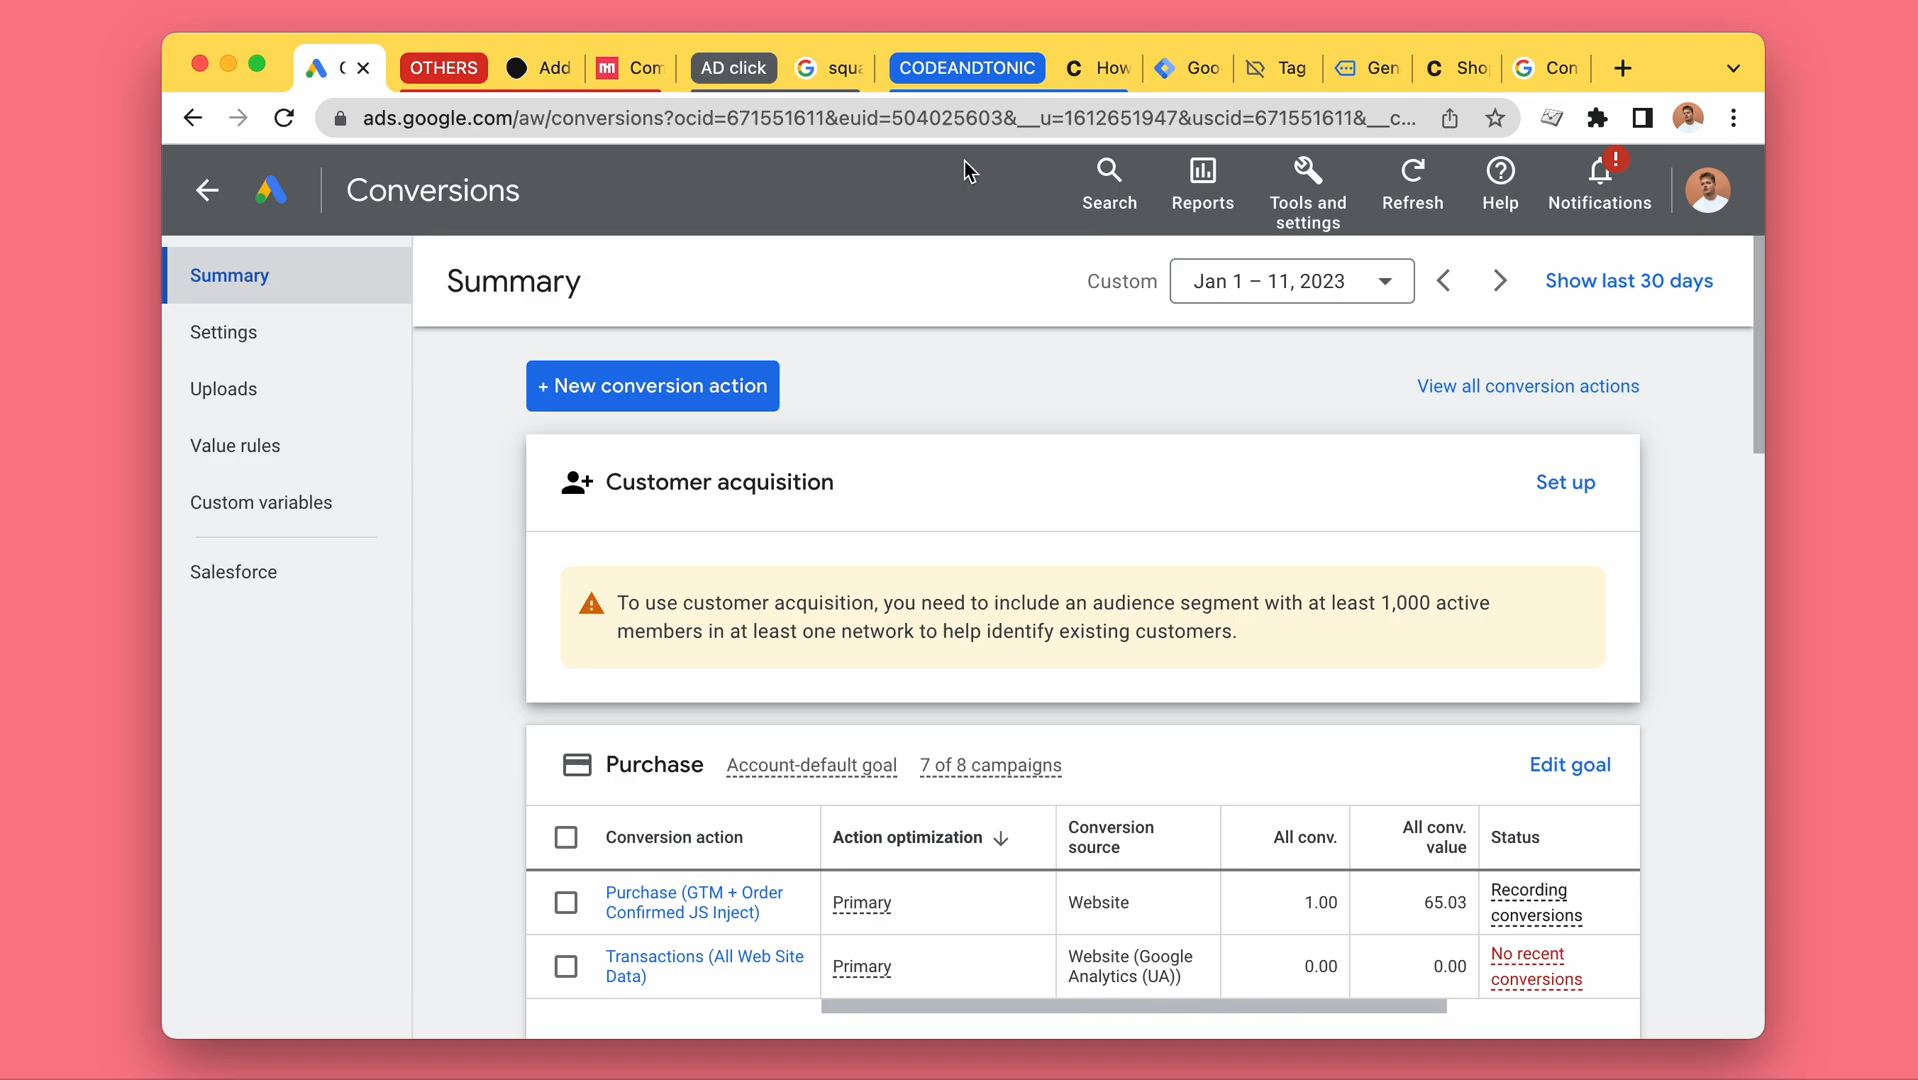 OTHERS
Add
Com
AD click
squa
CODEANDTONIC
How
Goo
Tag
Gen
Sho
Con
ads.google.com/aw/conversions?ocid=671551611&euid=504025603&__u=1612651947&uscid=671551611&__c...
Conversions
Search
Reports
Tools and
settings
Refresh
Help
!
Notifications
Summary
Settings
Uploads
Value rules
Custom variables
Salesforce
Summary
Custom
Jan 1 – 11, 2023
Show last 30 days
+ New conversion action
View all conversion actions
Customer acquisition
Set up
To use customer acquisition, you need to include an audience segment with at least 1,000 active
members in at least one network to help identify existing customers.
Purchase
Account-default goal
7 of 8 campaigns
Edit goal
Conversion action
Action optimization
Conversion
source
All conv.
All conv.
value
Status
Purchase (GTM + Order
Confirmed JS Inject)
Primary
Website
1.00
65.03
Recording
conversions
Transactions (All Web Site
Data)
Primary
Website (Google
Analytics (UA))
0.00
0.00
No recent
conversions